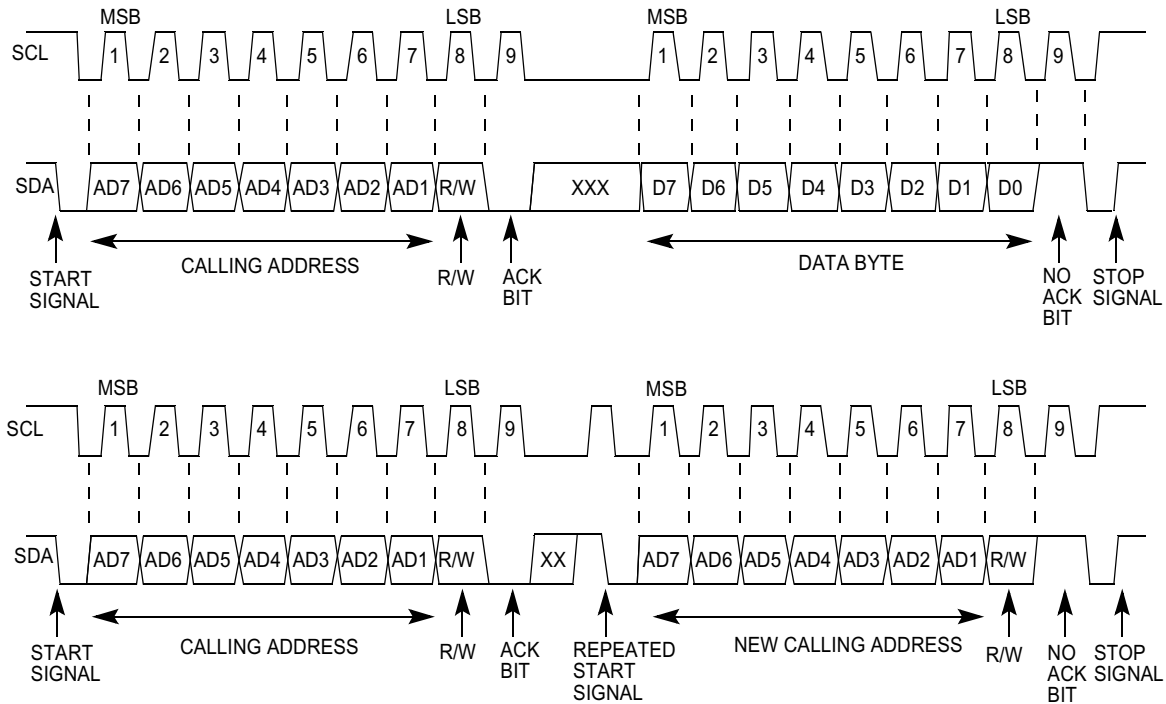 MSB LSB MSB LSB
SCL 1 2 3 4 5 6 7 8 9 1 2 3 4 5 6 7 8 9
SDA AD7 AD6 AD5 AD4 AD3 AD2 AD1 R/W XXX D7 D6 D5 D4 D3 D2 D1 D0
START SIGNAL
CALLING ADDRESS
R/W
ACK BIT
DATA BYTE
NO ACK BIT
STOP SIGNAL
MSB LSB MSB LSB
SCL 1 2 3 4 5 6 7 8 9 1 2 3 4 5 6 7 8 9
SDA AD7 AD6 AD5 AD4 AD3 AD2 AD1 R/W XX AD7 AD6 AD5 AD4 AD3 AD2 AD1 R/W
START SIGNAL
CALLING ADDRESS
R/W
ACK BIT
REPEATED START SIGNAL
NEW CALLING ADDRESS
R/W
NO ACK BIT
STOP SIGNAL